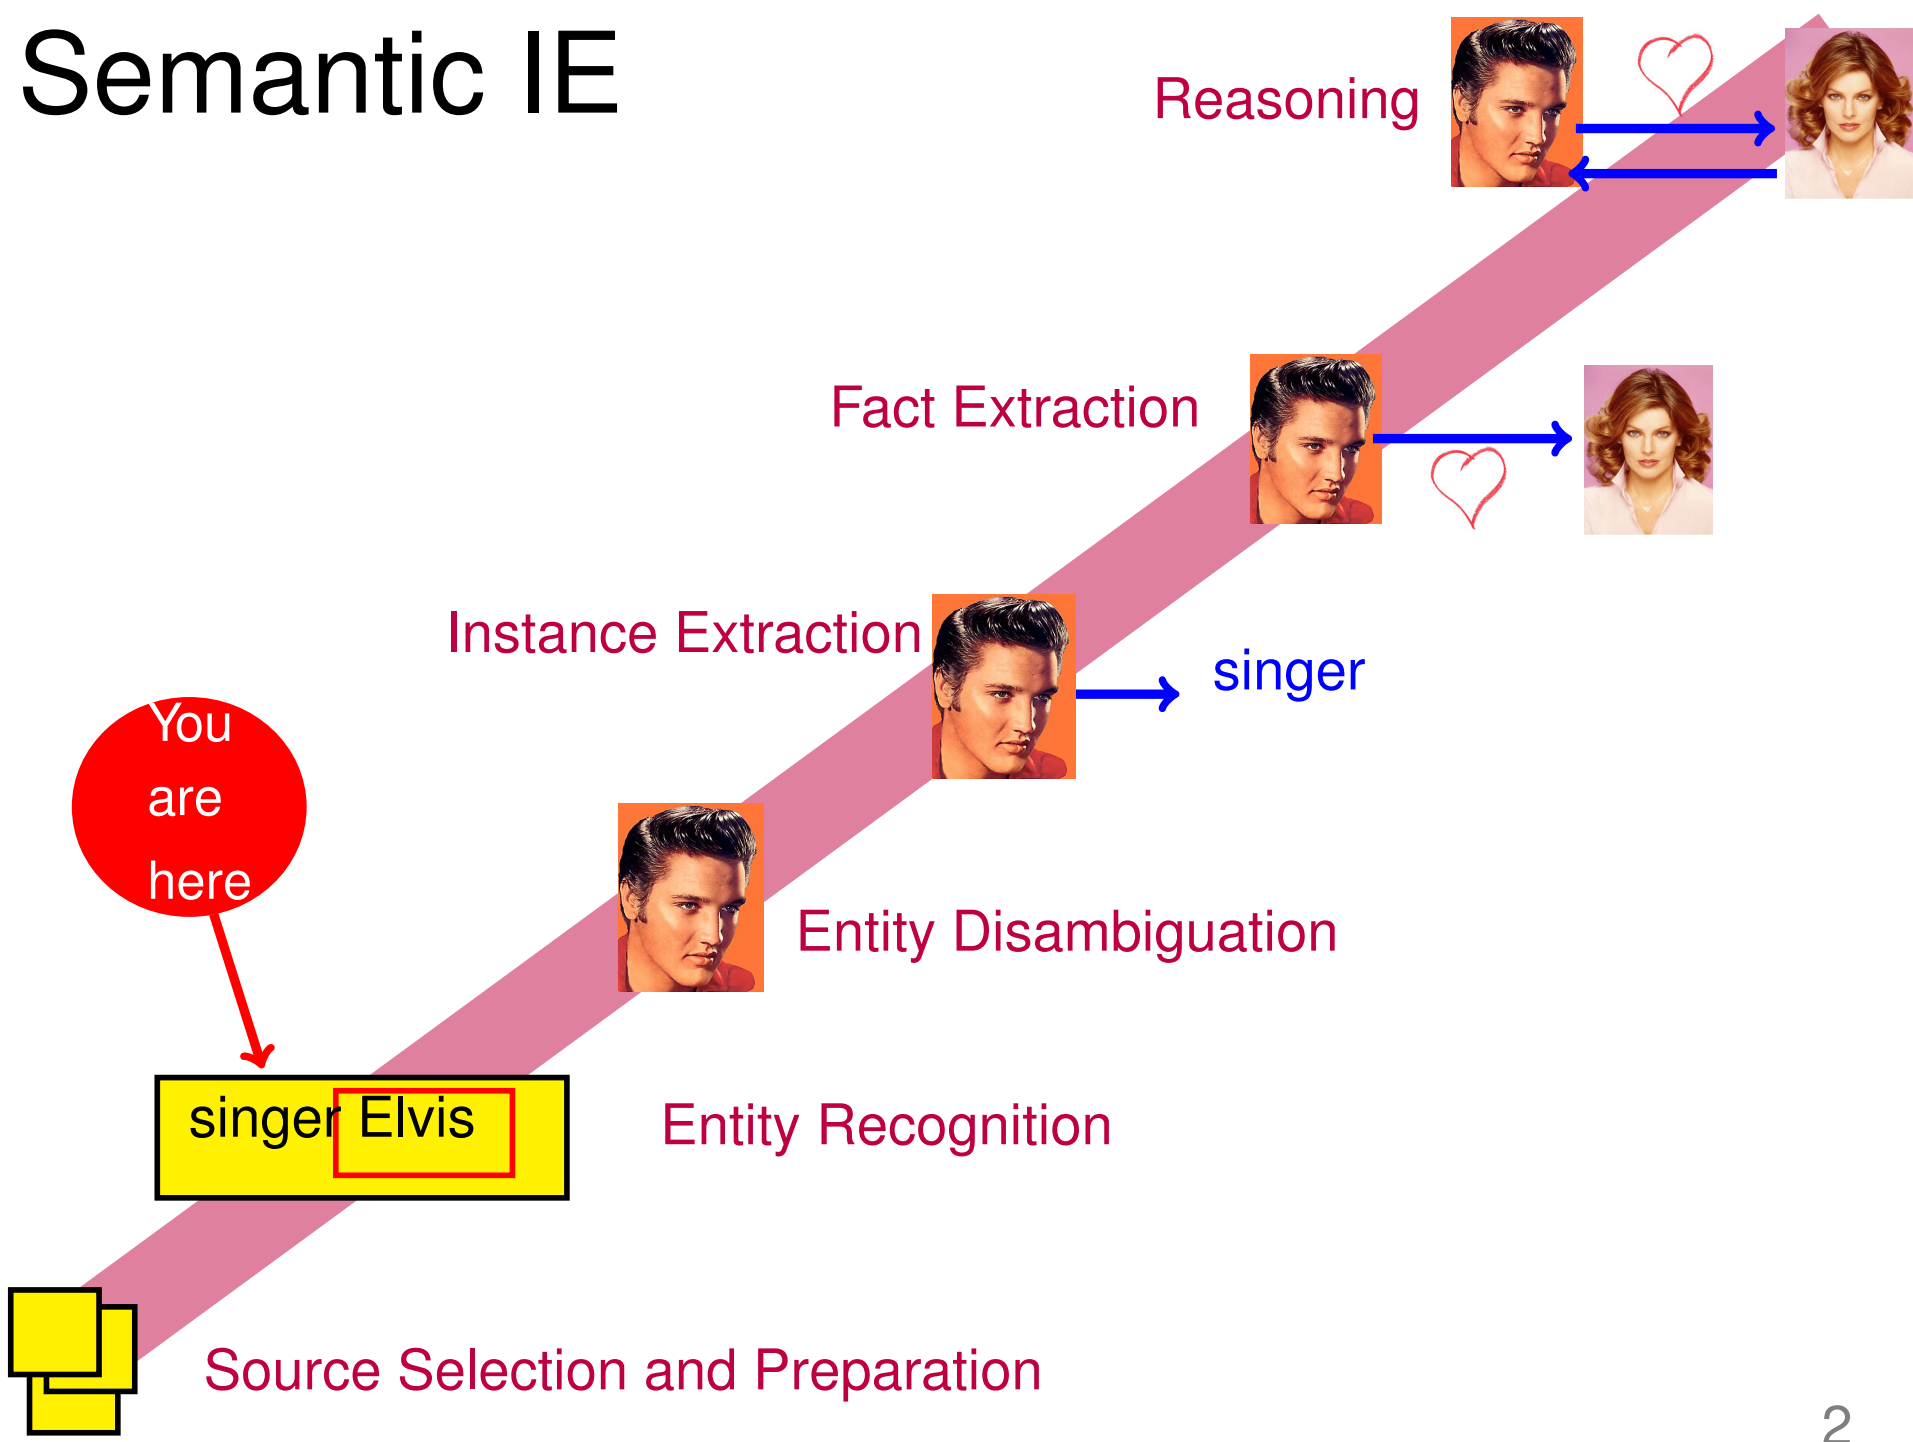 Semantic IE
Reasoning
Fact Extraction
Instance Extraction
singer
You
are
here
Entity Disambiguation
singer Elvis
Entity Recognition
Source Selection and Preparation
2